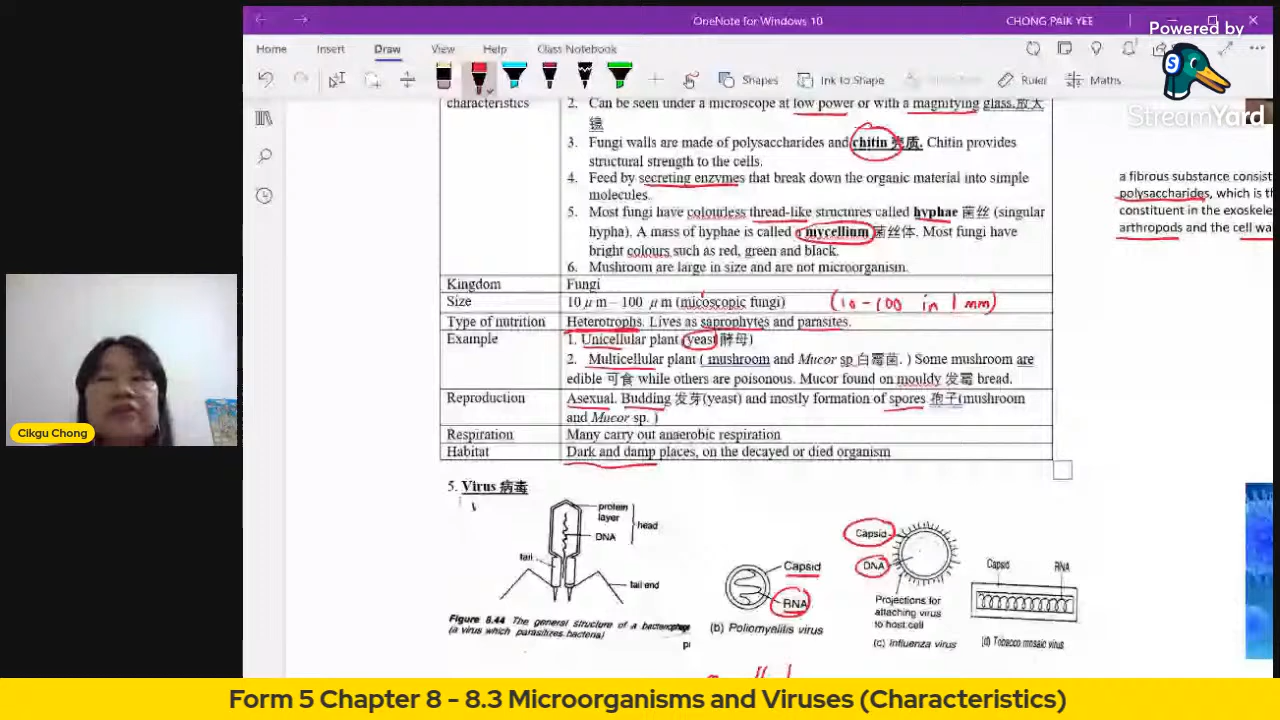 OneNote for Windows 10
CHONG PAIK YEE
Powered by
StreamYard
Home Insert Draw View Help Class Notebook
Shapes Ink to Shape Ruler Maths
characteristics
2. Can be seen under a microscope at low power or with a magnifying glass.放大
镜
3. Fungi walls are made of polysaccharides and chitin 壳质. Chitin provides
structural strength to the cells.
4. Feed by secreting enzymes that break down the organic material into simple
molecules.
5. Most fungi have colourless thread-like structures called hyphae 菌丝 (singular
hypha). A mass of hyphae is called mycellium 菌丝体. Most fungi have
bright colours such as red, green and black.
6. Mushroom are large in size and are not microorganism.
Kingdom Fungi
Size 10 μm – 100 μm (micoscopic fungi) (10 - 100 in 1 mm)
Type of nutrition Heterotrophs. Lives as saprophytes and parasites.
Example 1. Unicellular plant (yeast 酵母)
2. Multicellular plant ( mushroom and Mucor sp 白霉菌. ) Some mushroom are
edible 可食 while others are poisonous. Mucor found on mouldy 发霉 bread.
Reproduction Asexual. Budding 发芽(yeast) and mostly formation of spores 孢子(mushroom
and Mucor sp. )
Respiration Many carry out anaerobic respiration
Habitat Dark and damp places, on the decayed or died organism
a fibrous substance consist
polysaccharides, which is th
constituent in the exoskele
arthropods and the cell wa
5. Virus 病毒
protein
layer
DNA
head
tail
tail end
Figure 8.44 The general structure of a bacteriophage
(a virus which parasitizes bacteria)
Capsid
RNA
(b) Poliomyelitis virus
Capsid
DNA
Projections for
attaching virus
to host cell
(c) Influenza virus
Capsid RNA
(d) Tobacco mosaic virus
Cikgu Chong
Form 5 Chapter 8 - 8.3 Microorganisms and Viruses (Characteristics)